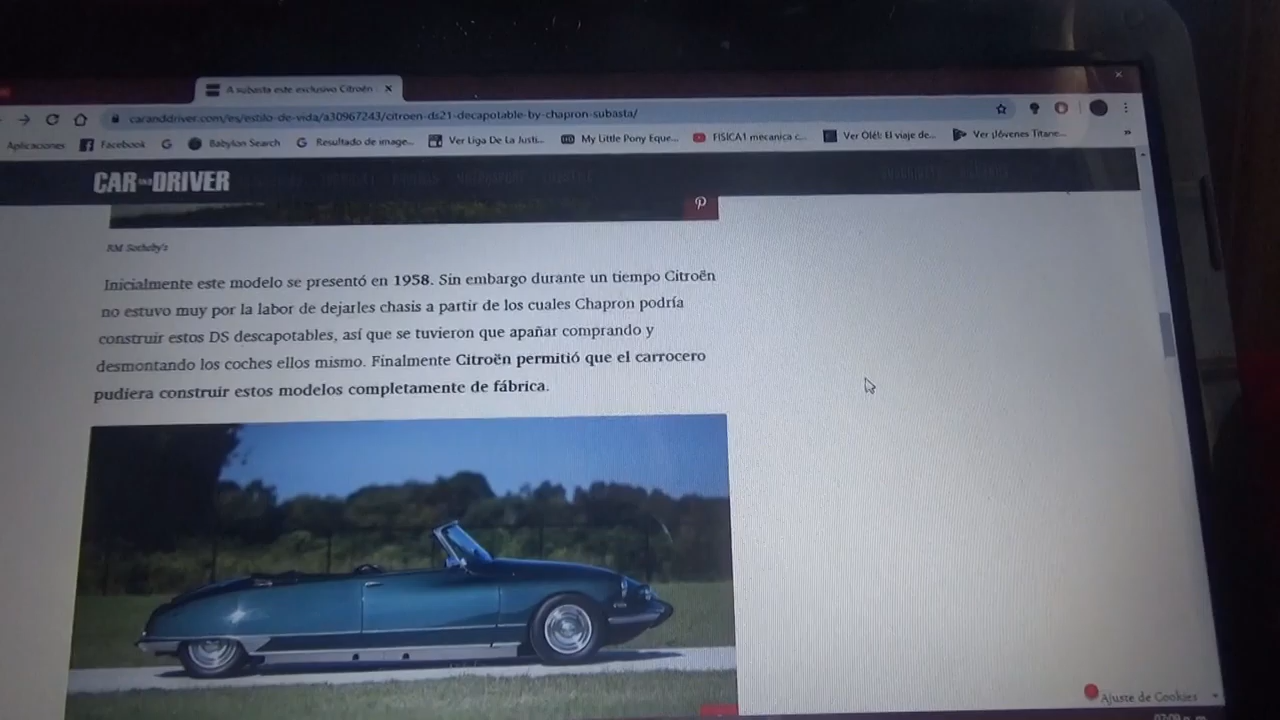 A subasta este exclusivo Citroën
caranddriver.com/es/estilo-de-vida/a30967243/citroen-ds21-decapotable-by-chapron-subasta/
Aplicaciones Facebook Babylon Search Resultado de image... Ver Liga De La Justi... My Little Pony Eque... FISICA1 mecanica c... Ver Olé!: El viaje de... Ver ¡Jóvenes Titane...
CAR AND DRIVER
RM Sotheby's
Inicialmente este modelo se presentó en 1958. Sin embargo durante un tiempo Citroën
no estuvo muy por la labor de dejarles chasis a partir de los cuales Chapron podría
construir estos DS descapotables, así que se tuvieron que apañar comprando y
desmontando los coches ellos mismo. Finalmente Citroën permitió que el carrocero
pudiera construir estos modelos completamente de fábrica.
Ajuste de Cookies